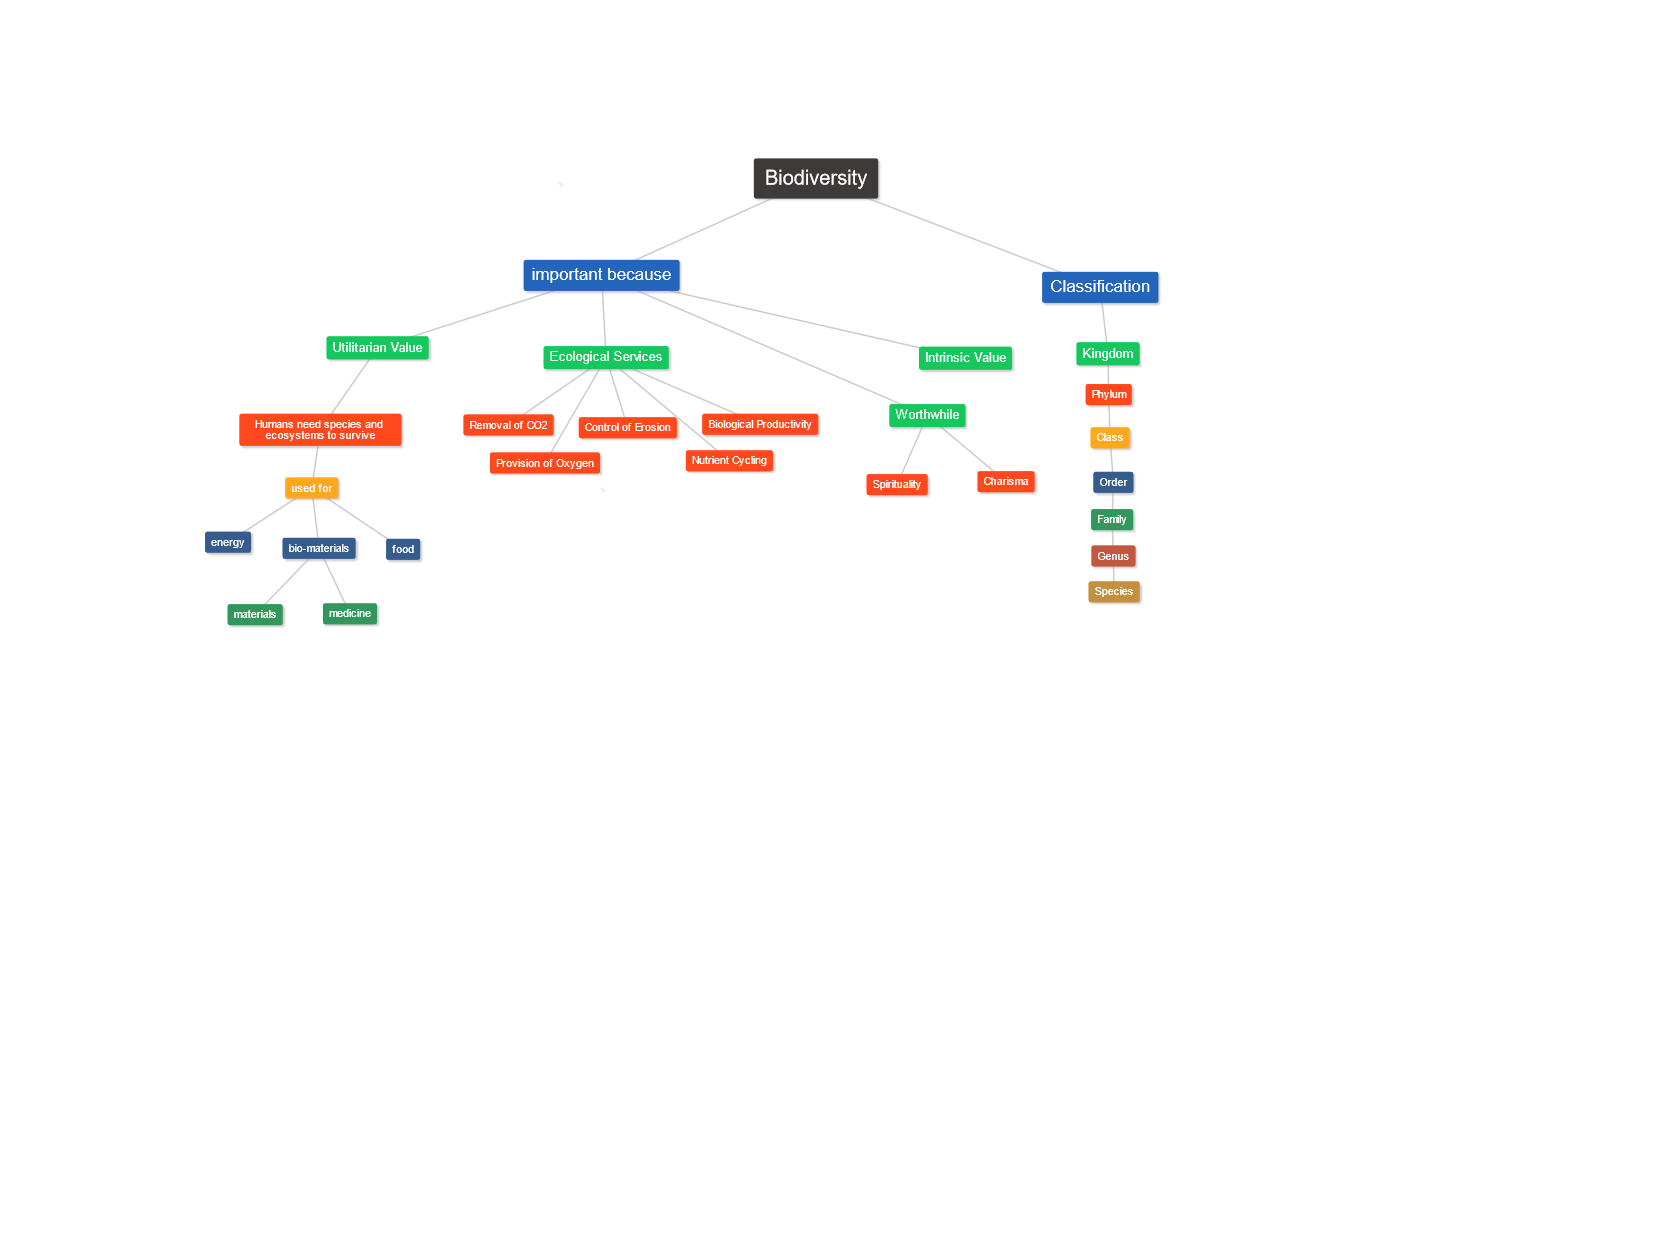 Biodiversity
important because
Classification
Utilitarian Value
Ecological Services
Intrinsic Value
Kingdom
Phylum
Humans need species and
ecosystems to survive
Removal of CO2
Control of Erosion
Biological Productivity
Worthwhile
Class
Provision of Oxygen
Nutrient Cycling
Spirituality
Charisma
Order
used for
Family
energy
bio-materials
food
Genus
Species
materials
medicine